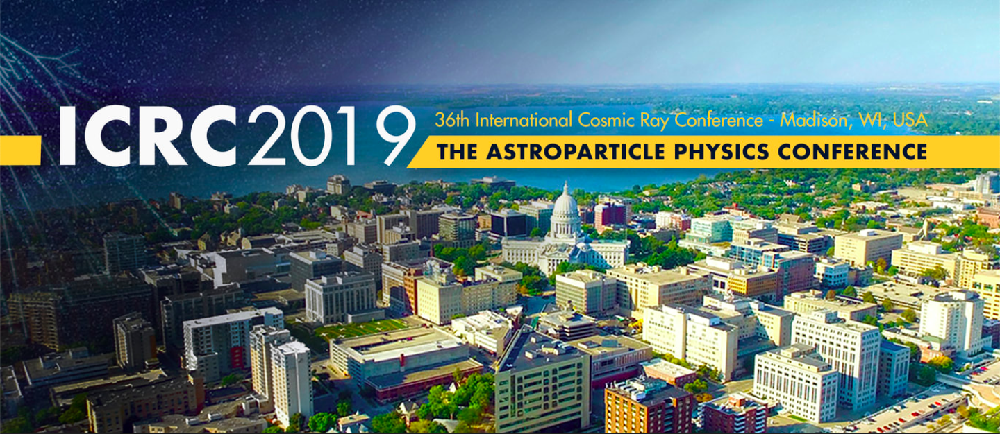 ICRC2019
36th International Cosmic Ray Conference - Madison, WI, USA
THE ASTROPARTICLE PHYSICS CONFERENCE